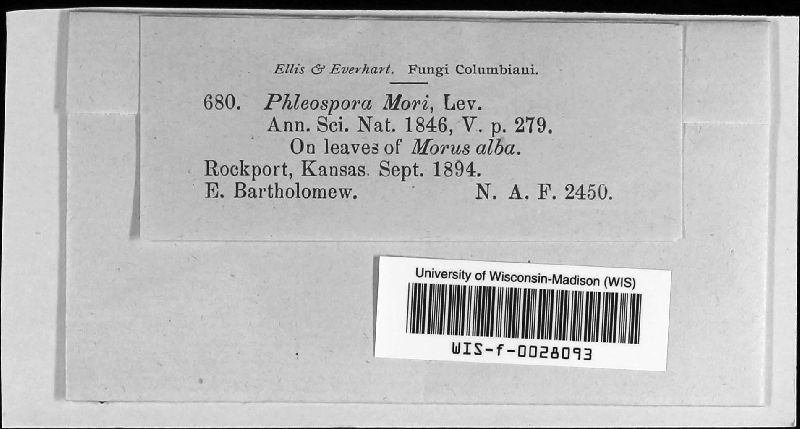 Ellis & Everhart. Fungi Columbiani.
680. Phleospora Mori, Lev.
Ann. Sci. Nat. 1846, V. p. 279.
On leaves of Morus alba.
Rockport, Kansas. Sept. 1894.
E. Bartholomew. N. A. F. 2450.
University of Wisconsin-Madison (WIS)
WIS-f-0028093